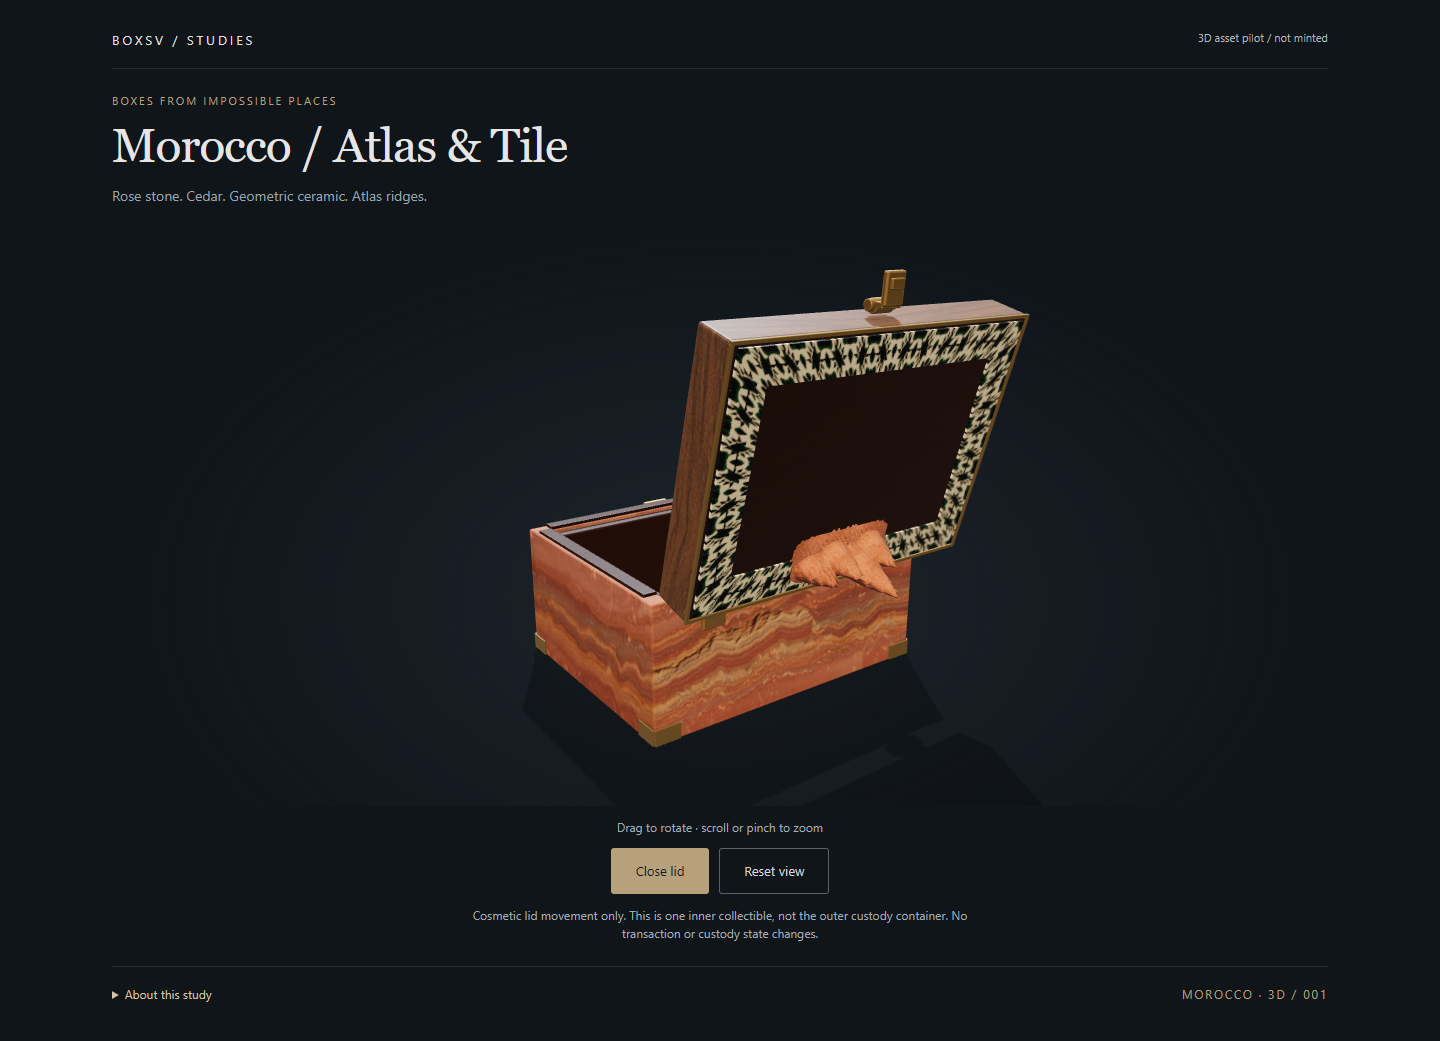 BOXSV / STUDIES
3D asset pilot / not minted
BOXES FROM IMPOSSIBLE PLACES
Morocco / Atlas & Tile
Rose stone. Cedar. Geometric ceramic. Atlas ridges.
Drag to rotate · scroll or pinch to zoom
Close lid
Reset view
Cosmetic lid movement only. This is one inner collectible, not the outer custody container. No
transaction or custody state changes.
About this study
MOROCCO · 3D / 001